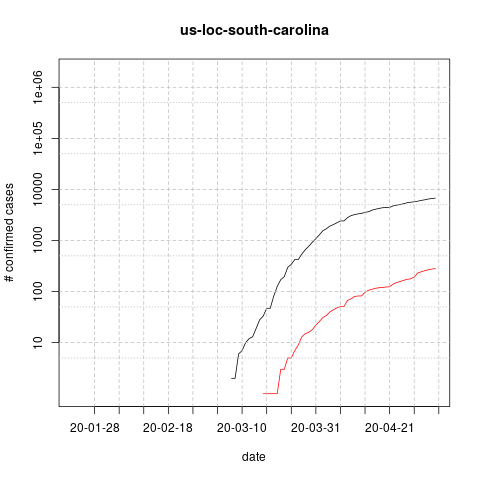 us-loc-south-carolina
# confirmed cases
1e+06
1e+05
10000
1000
100
10
20-01-28 20-02-18 20-03-10 20-03-31 20-04-21
date